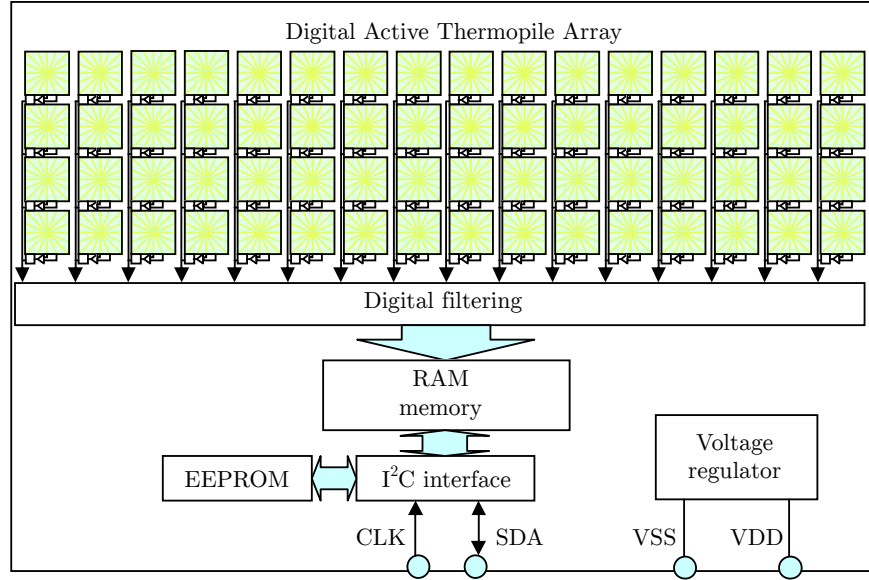 Digital Active Thermopile Array
Digital filtering
RAM
memory
Voltage
regulator
EEPROM
I²C interface
CLK
SDA
VSS
VDD